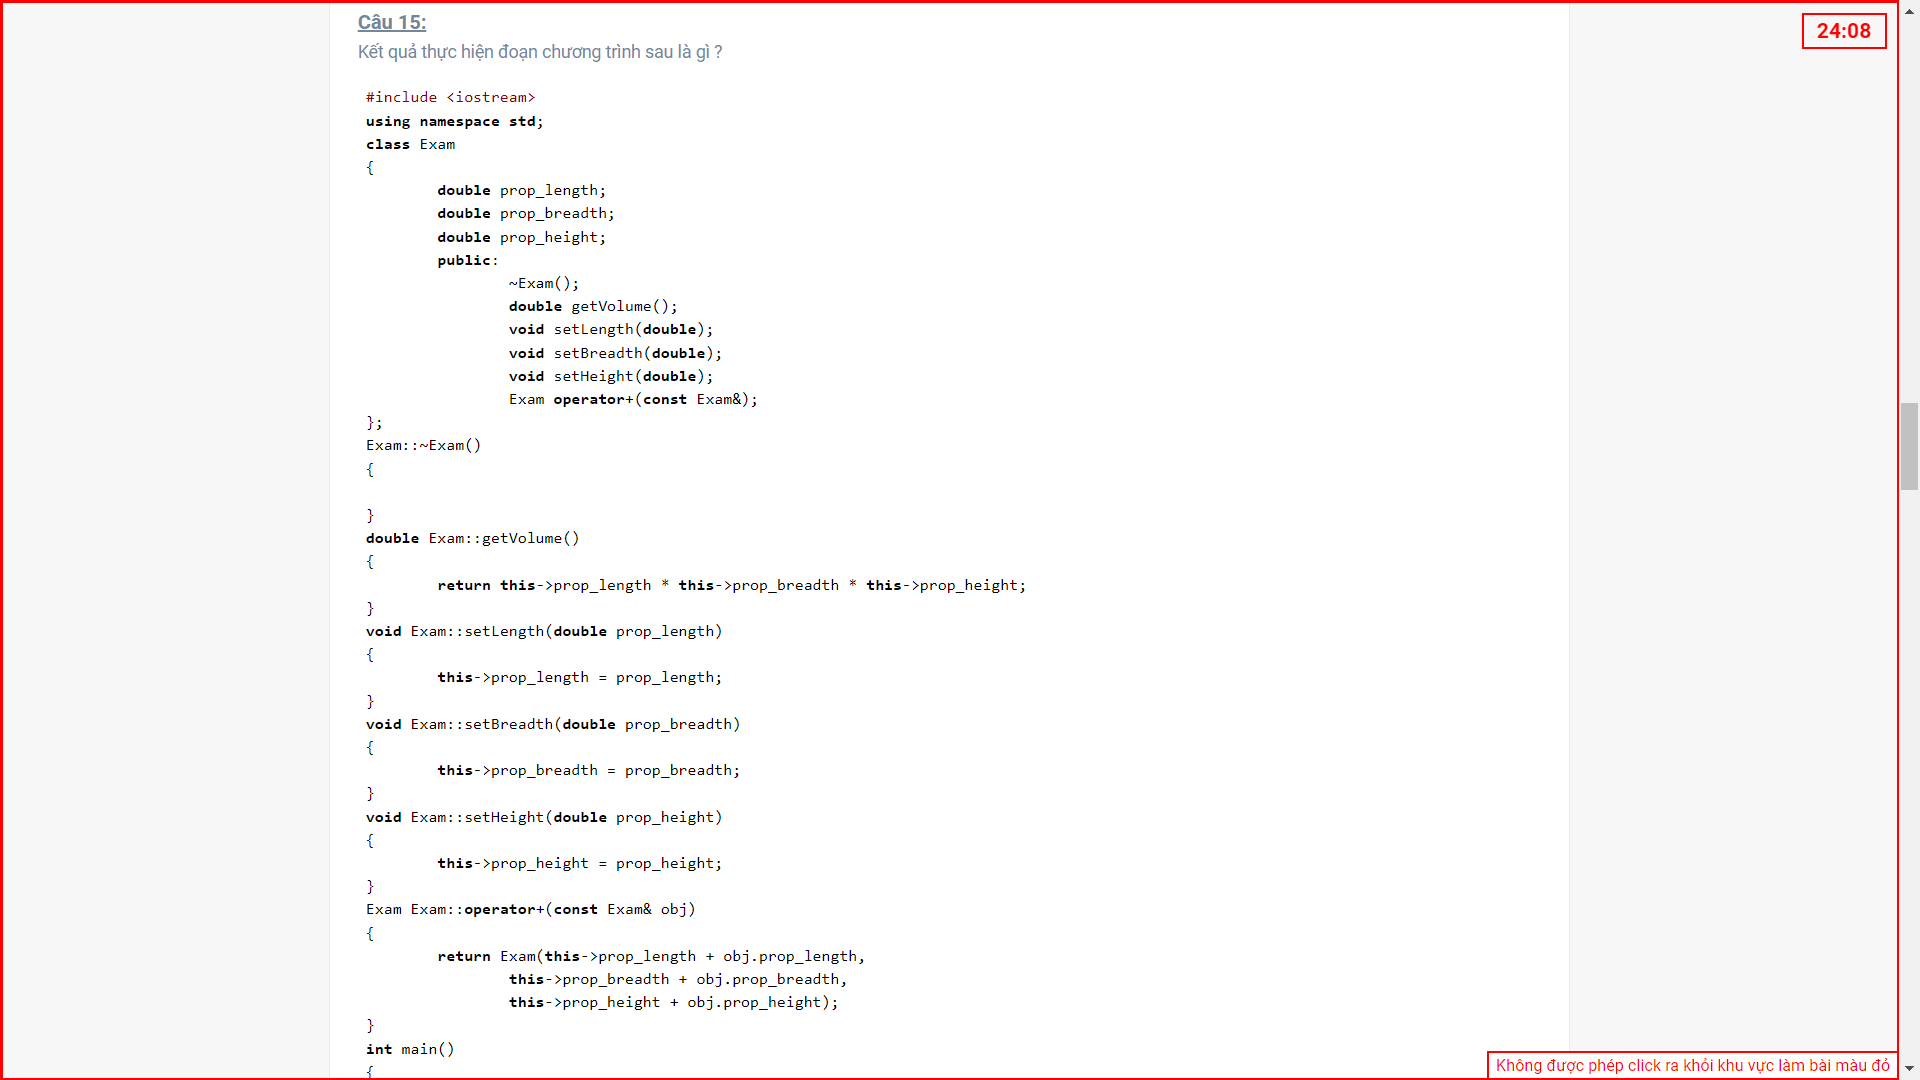 Câu 15:
24:08
Kết quả thực hiện đoạn chương trình sau là gì ?
#include <iostream>
using namespace std;
class Exam
{
double prop_length;
double prop_breadth;
double prop_height;
public:
~Exam();
double getVolume();
void setLength(double);
void setBreadth(double);
void setHeight(double);
Exam operator+(const Exam&);
};
Exam::~Exam()
{
}
double Exam::getVolume()
{
return this->prop_length * this->prop_breadth * this->prop_height;
}
void Exam::setLength(double prop_length)
{
this->prop_length = prop_length;
}
void Exam::setBreadth(double prop_breadth)
{
this->prop_breadth = prop_breadth;
}
void Exam::setHeight(double prop_height)
{
this->prop_height = prop_height;
}
Exam Exam::operator+(const Exam& obj)
{
return Exam(this->prop_length + obj.prop_length,
this->prop_breadth + obj.prop_breadth,
this->prop_height + obj.prop_height);
}
int main()
{
Không được phép click ra khỏi khu vực làm bài màu đỏ